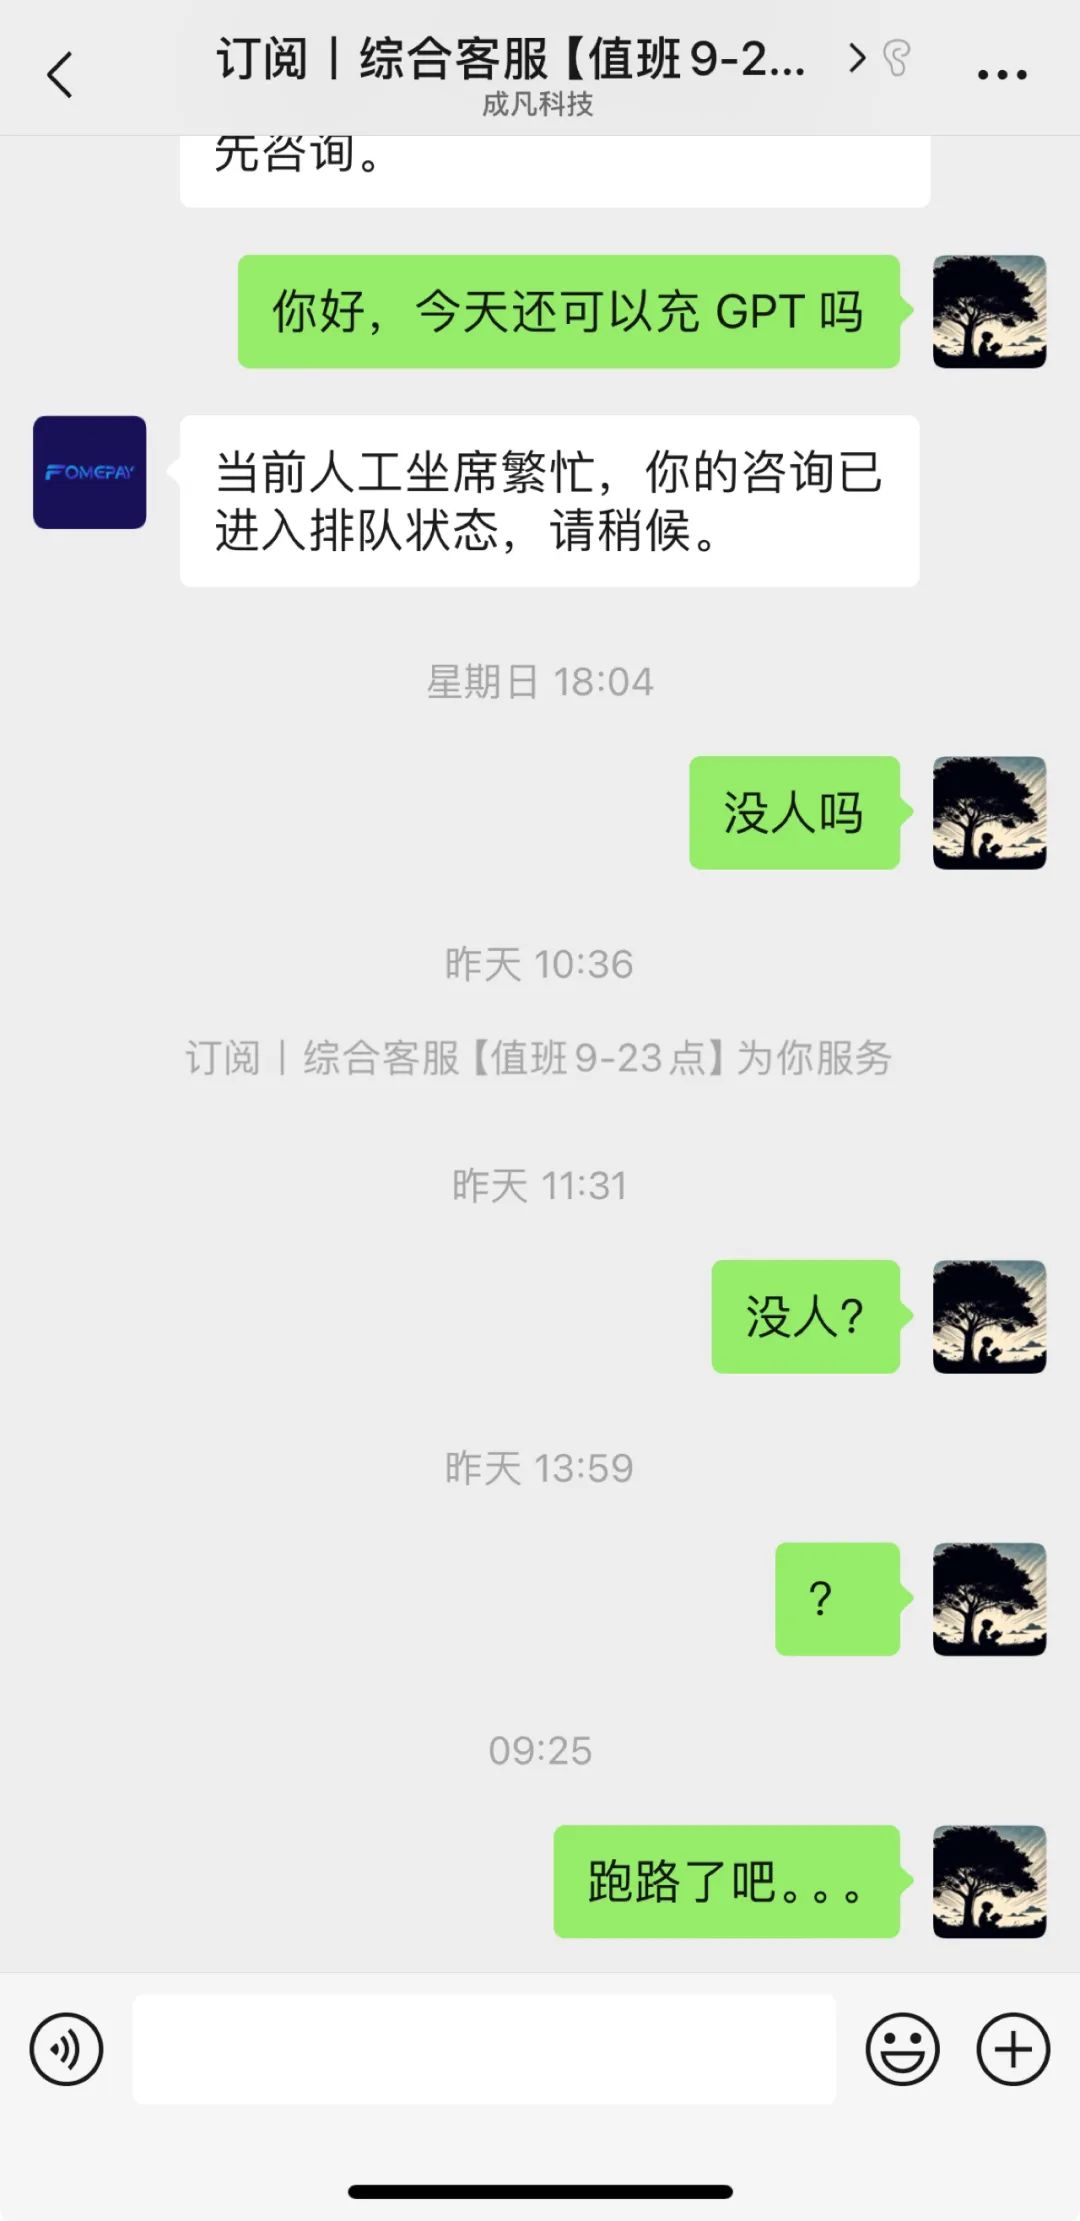 订阅丨综合客服【值班9-2...
成凡科技
先咨询。
你好，今天还可以充 GPT 吗
FOMEPAY
当前人工坐席繁忙，你的咨询已
进入排队状态，请稍候。
星期日 18:04
没人吗
昨天 10:36
订阅丨综合客服【值班9-23点】为你服务
昨天 11:31
没人？
昨天 13:59
？
09:25
跑路了吧。。。